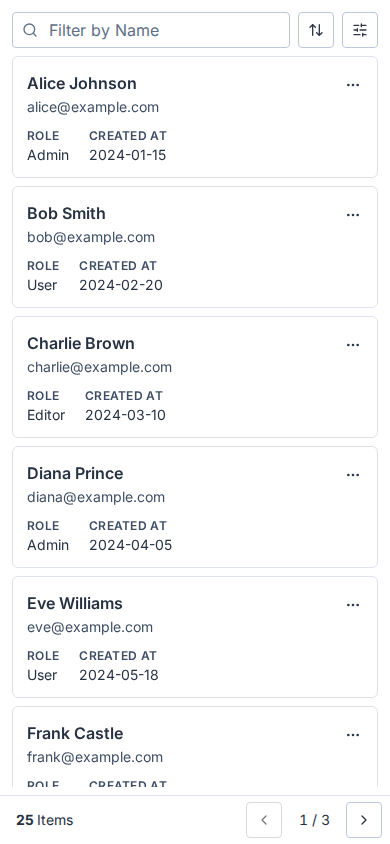 Filter by Name
Alice Johnson
alice@example.com
ROLE CREATED AT
Admin 2024-01-15
Bob Smith
bob@example.com
ROLE CREATED AT
User 2024-02-20
Charlie Brown
charlie@example.com
ROLE CREATED AT
Editor 2024-03-10
Diana Prince
diana@example.com
ROLE CREATED AT
Admin 2024-04-05
Eve Williams
eve@example.com
ROLE CREATED AT
User 2024-05-18
Frank Castle
frank@example.com
ROLE CREATED AT
25 Items 1 / 3